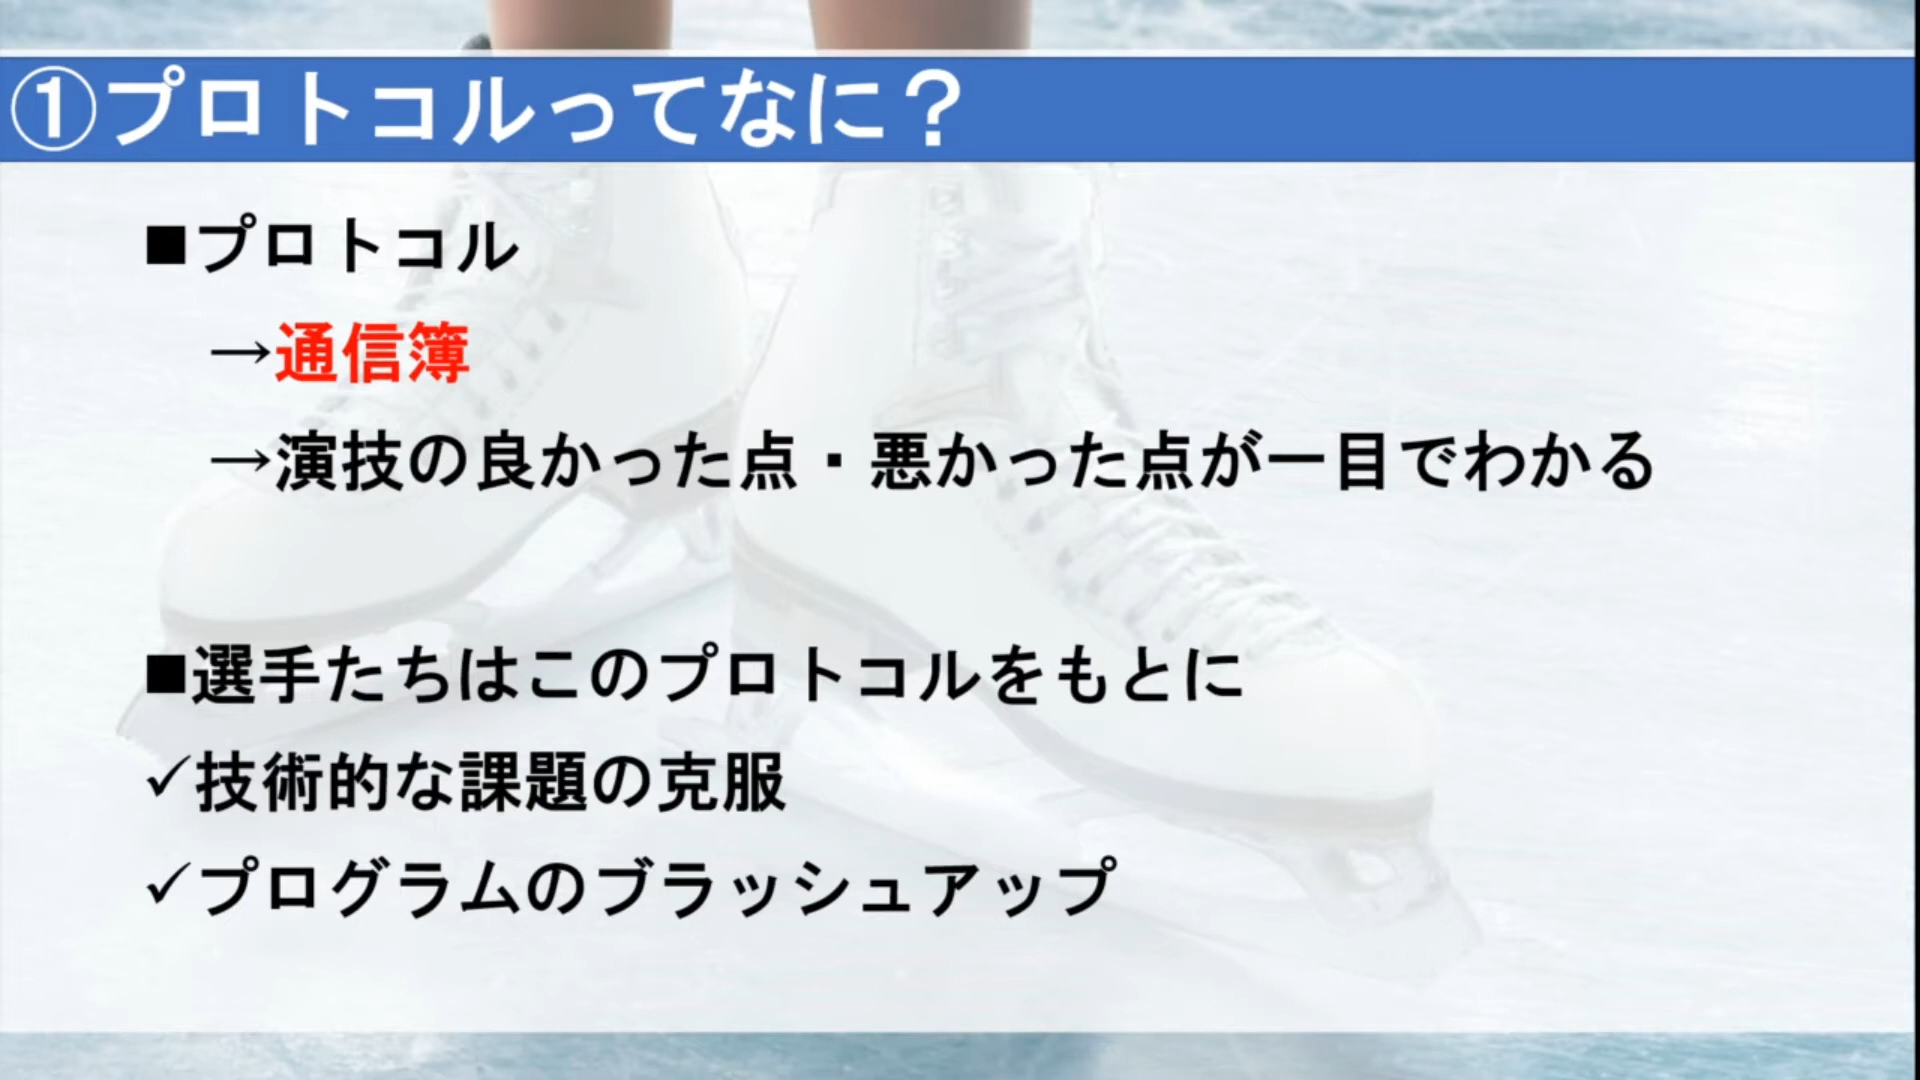 ①プロトコルってなに？
■プロトコル
→通信簿
→演技の良かった点・悪かった点が一目でわかる
■選手たちはこのプロトコルをもとに
✓技術的な課題の克服
✓プログラムのブラッシュアップ